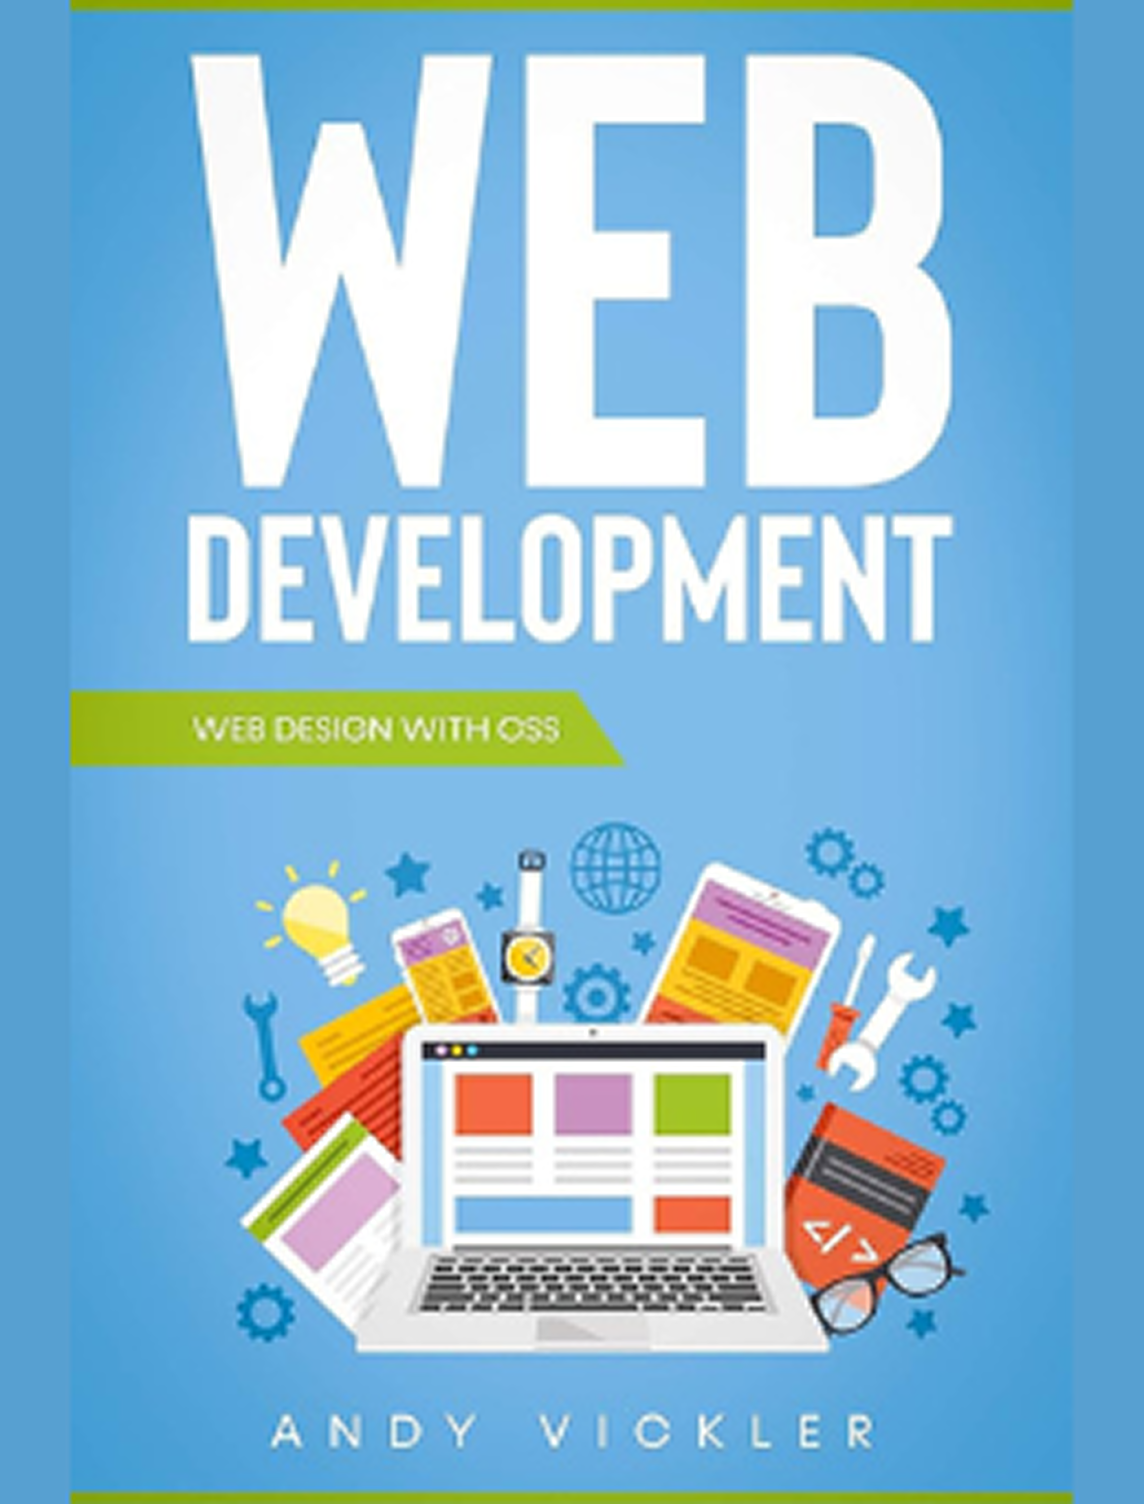 WEB
DEVELOPMENT
WEB DESIGN WITH CSS
</>
ANDY VICKLER